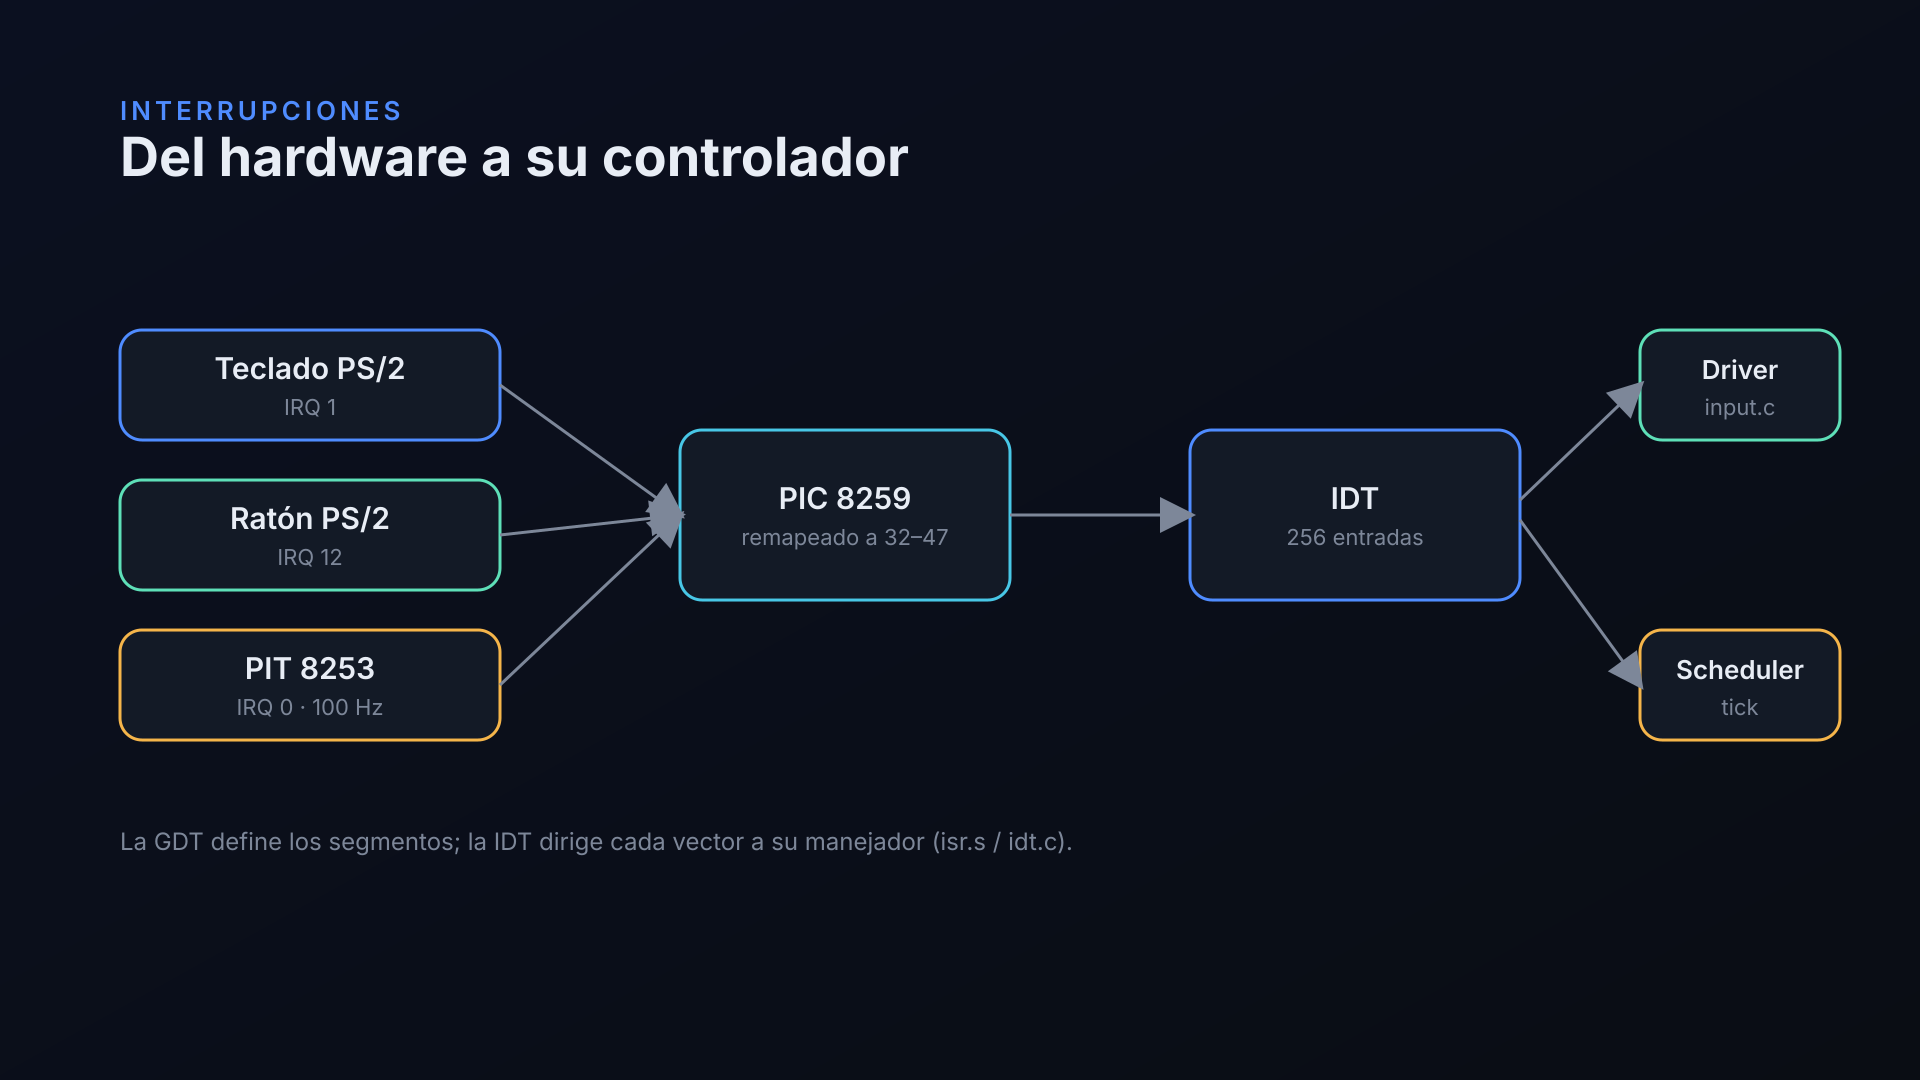 INTERRUPCIONES
Del hardware a su controlador
Teclado PS/2
IRQ 1
Ratón PS/2
IRQ 12
PIT 8253
IRQ 0 · 100 Hz
PIC 8259
remapeado a 32–47
IDT
256 entradas
Driver
input.c
Scheduler
tick
La GDT define los segmentos; la IDT dirige cada vector a su manejador (isr.s / idt.c).